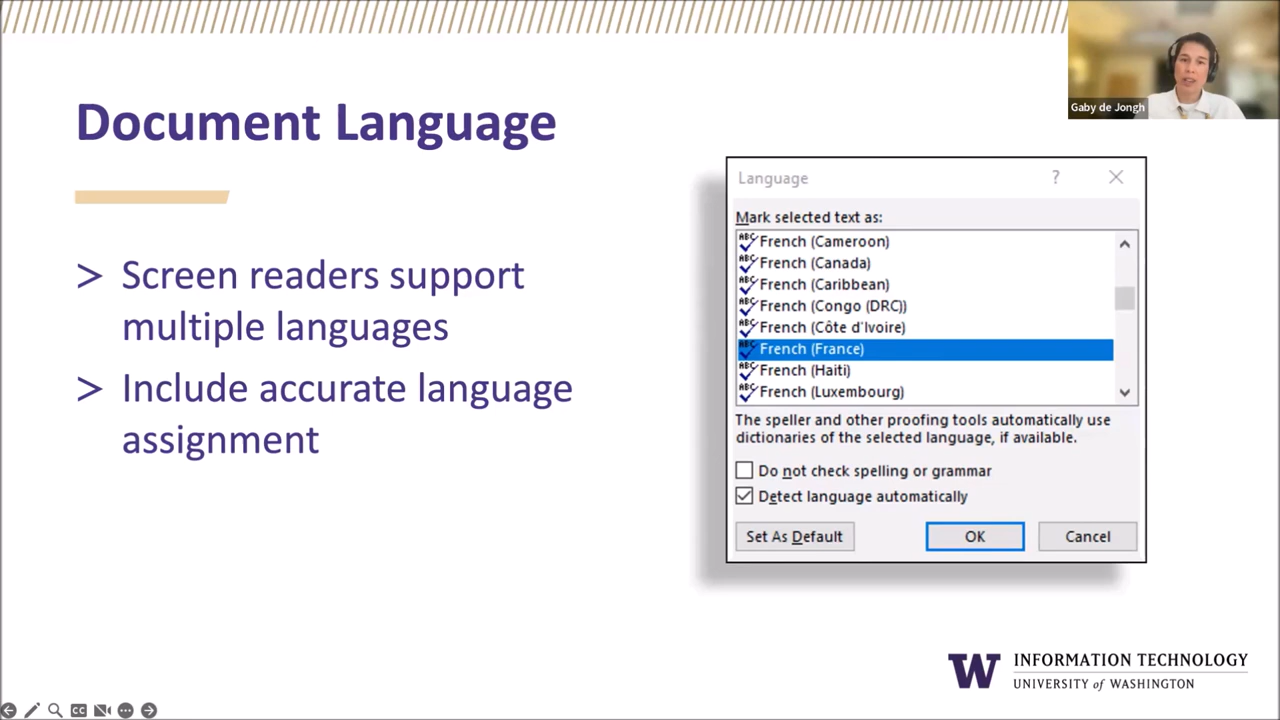 Gaby de Jongh
Document Language
> Screen readers support
multiple languages
> Include accurate language
assignment
Language
?
Mark selected text as:
French (Cameroon)
French (Canada)
French (Caribbean)
French (Congo (DRC))
French (Côte d'Ivoire)
French (France)
French (Haiti)
French (Luxembourg)
The speller and other proofing tools automatically use
dictionaries of the selected language, if available.
Do not check spelling or grammar
Detect language automatically
Set As Default
OK
Cancel
W
INFORMATION TECHNOLOGY
UNIVERSITY of WASHINGTON
CC